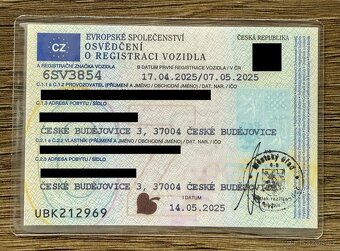 EVROPSKÉ SPOLEČENSTVÍ
ČESKÁ REPUBLIKA
CZ
OSVĚDČENÍ
O REGISTRACI VOZIDLA
A REGISTRAČNÍ ZNAČKA VOZIDLA
B DATUM PRVNÍ REGISTRACE VOZIDLA / V ČR
6SV3854
17.04.2025/07.05.2025
C.1.1 a C.1.2 PROVOZOVATEL (PŘÍJMENÍ A JMÉNO / OBCHODNÍ JMÉNO) / DAT. NAR./IČO
C.1.3 ADRESA POBYTU / SÍDLO
ČESKÉ BUDĚJOVICE 3, 37004 ČESKÉ BUDĚJOVICE
C.2.1 a C.2.2 VLASTNÍK (PŘÍJMENÍ A JMÉNO / OBCHODNÍ JMÉNO) / DAT. NAR./IČO
C.2.3 ADRESA POBYTU / SÍDLO
ČESKÉ BUDĚJOVICE 3, 37004 ČESKÉ BUDĚJOVICE
I DATUM
14.05.2025
UBK212969
Městský úřad